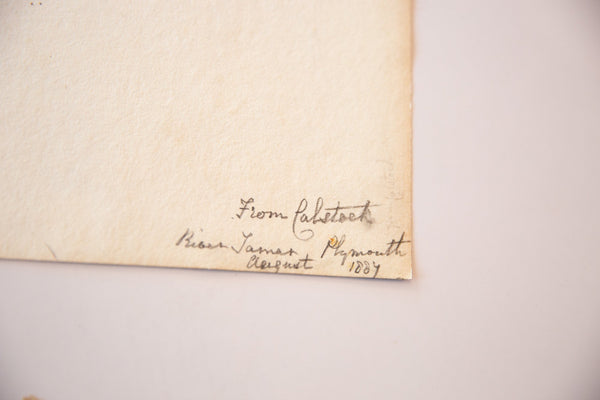 From Calstock
River Tamar Plymouth
August 1887